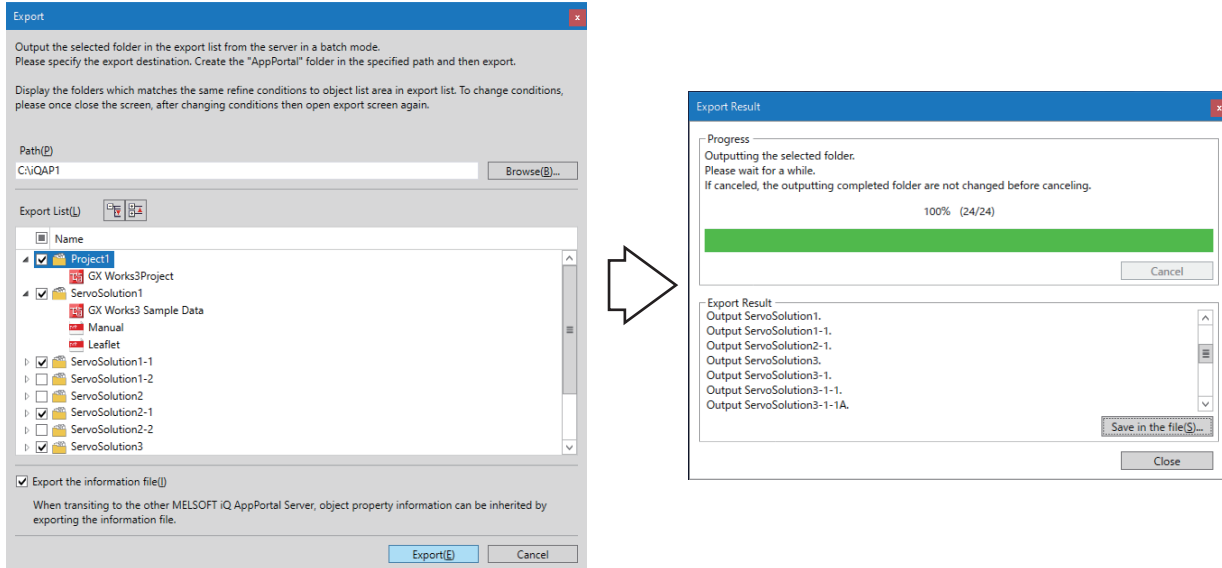 Export
Output the selected folder in the export list from the server in a batch mode.
Please specify the export destination. Create the "AppPortal" folder in the specified path and then export.
Display the folders which matches the same refine conditions to object list area in export list. To change conditions,
please once close the screen, after changing conditions then open export screen again.
Path(P)
C:\iQAP1
Browse(B)...
Export List(L)
Name
Project1
GX Works3Project
ServoSolution1
GX Works3 Sample Data
Manual
Leaflet
ServoSolution1-1
ServoSolution1-2
ServoSolution2
ServoSolution2-1
ServoSolution2-2
ServoSolution3
Export the information file(I)
When transiting to the other MELSOFT iQ AppPortal Server, object property information can be inherited by
exporting the information file.
Export(E)
Cancel
Export Result
Progress
Outputting the selected folder.
Please wait for a while.
If canceled, the outputting completed folder are not changed before canceling.
100% (24/24)
Cancel
Export Result
Output ServoSolution1.
Output ServoSolution1-1.
Output ServoSolution2-1.
Output ServoSolution3.
Output ServoSolution3-1.
Output ServoSolution3-1-1.
Output ServoSolution3-1-1A.
Save in the file(S)...
Close